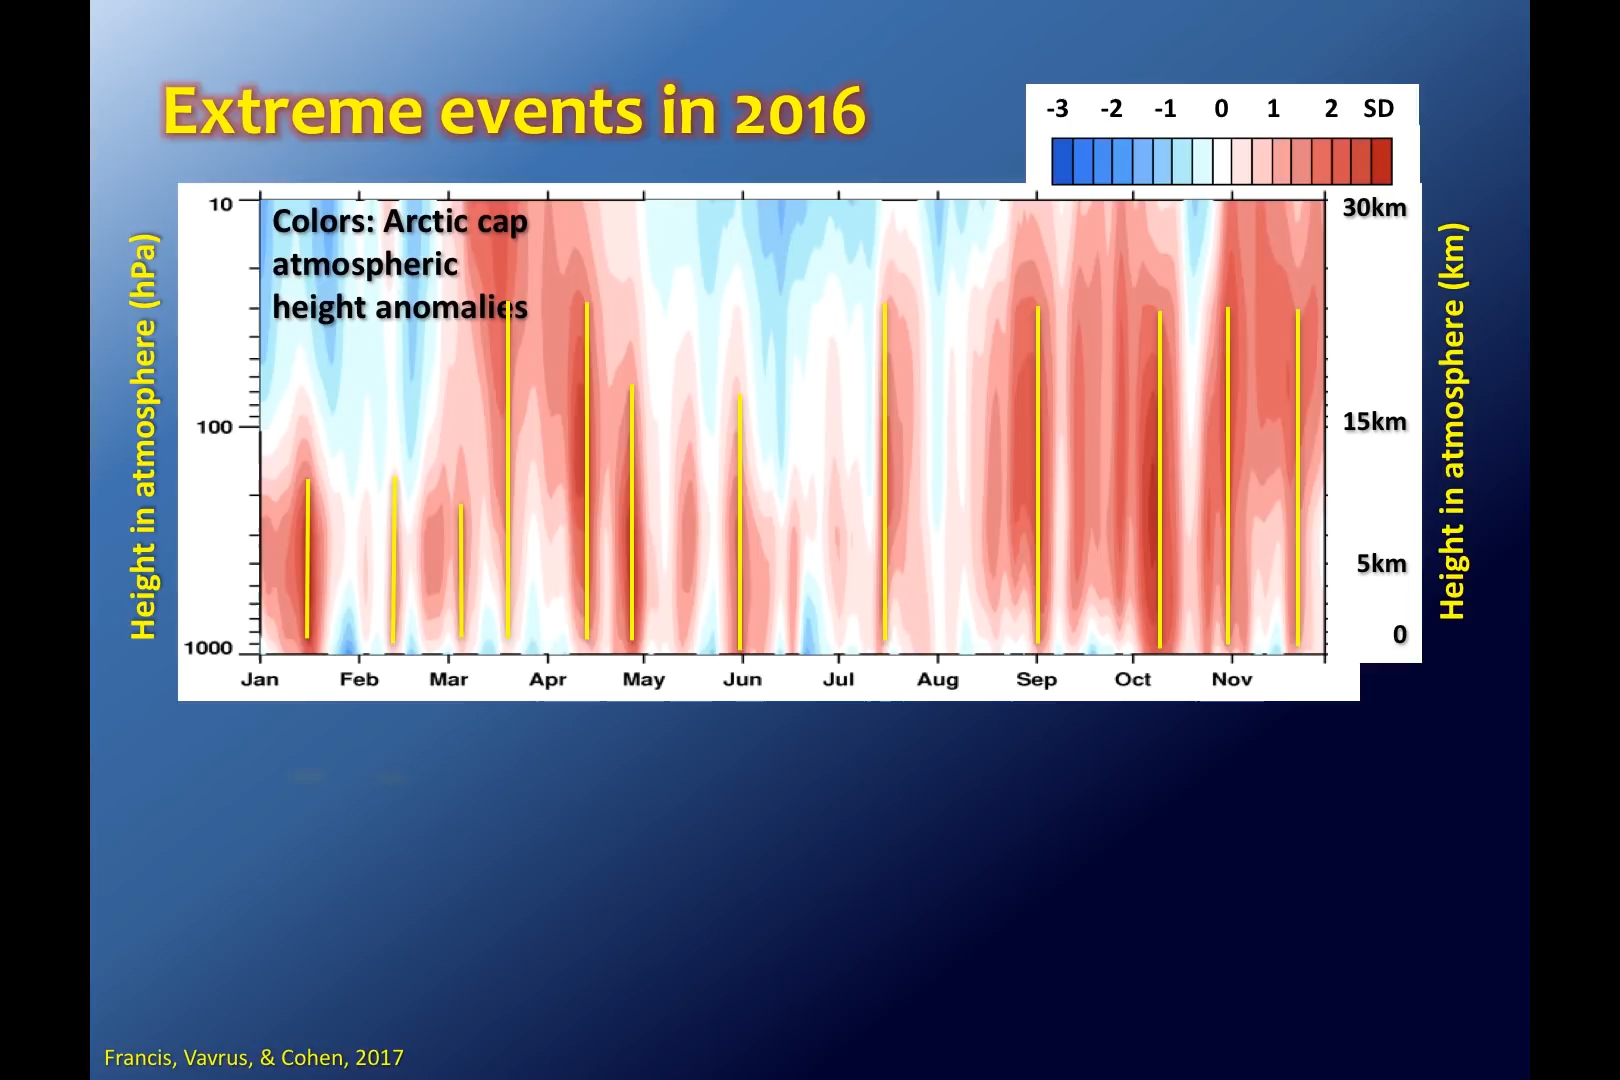 Extreme events in 2016
-3 -2 -1 0 1 2 SD
Colors: Arctic cap
atmospheric
height anomalies
Height in atmosphere (hPa)
10
100
1000
30km
15km
5km
0
Height in atmosphere (km)
Jan Feb Mar Apr May Jun Jul Aug Sep Oct Nov
Francis, Vavrus, & Cohen, 2017